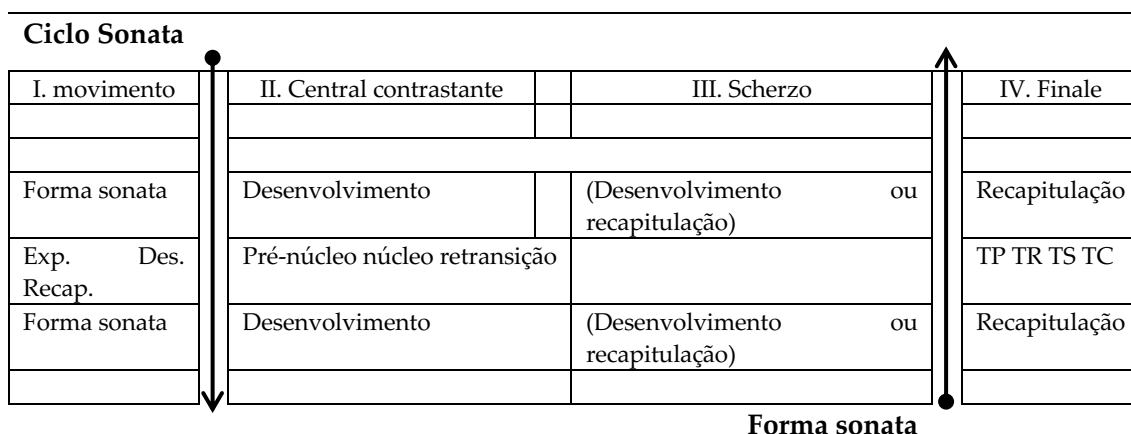 Ciclo Sonata
I. movimento II. Central contrastante III. Scherzo IV. Finale
Forma sonata Desenvolvimento (Desenvolvimento ou Recapitulação
recapitulação)
Exp. Des. Pré-núcleo núcleo retransição TP TR TS TC
Recap.
Forma sonata Desenvolvimento (Desenvolvimento ou Recapitulação
recapitulação)
Forma sonata